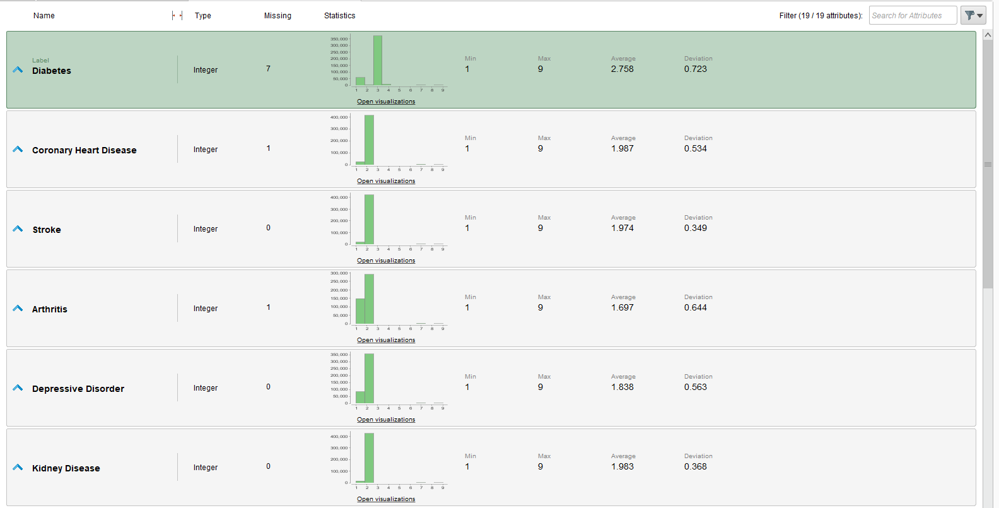 Name Type Missing Statistics Filter (19 / 19 attributes): Search for Attributes
Label
Diabetes Integer 7
350,000
300,000
250,000
200,000
150,000
100,000
50,000
0
1 2 3 4 5 6 7 8 9
Open visualizations
Min Max Average Deviation
1 9 2.758 0.723
Coronary Heart Disease Integer 1
400,000
300,000
200,000
100,000
0
1 2 3 4 5 6 7 8 9
Open visualizations
Min Max Average Deviation
1 9 1.987 0.534
Stroke Integer 0
400,000
300,000
200,000
100,000
0
1 2 3 4 5 6 7 8 9
Open visualizations
Min Max Average Deviation
1 9 1.974 0.349
Arthritis Integer 1
300,000
250,000
200,000
150,000
100,000
50,000
0
1 2 3 4 5 6 7 8 9
Open visualizations
Min Max Average Deviation
1 9 1.697 0.644
Depressive Disorder Integer 0
350,000
300,000
250,000
200,000
150,000
100,000
50,000
0
1 2 3 4 5 6 7 8 9
Open visualizations
Min Max Average Deviation
1 9 1.838 0.563
Kidney Disease Integer 0
400,000
300,000
200,000
100,000
0
1 2 3 4 5 6 7 8 9
Open visualizations
Min Max Average Deviation
1 9 1.983 0.368